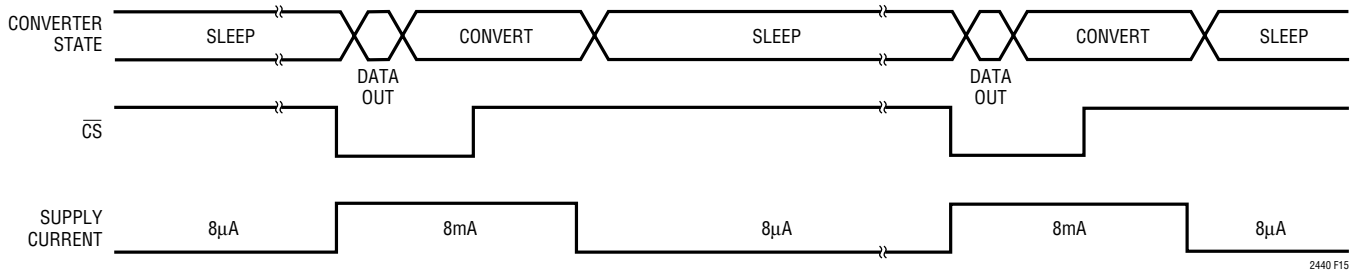 CONVERTER
STATE
SLEEP
CONVERT
SLEEP
CONVERT
SLEEP
DATA
OUT
DATA
OUT
CS
SUPPLY
CURRENT
8µA
8mA
8µA
8mA
8µA
2440 F15